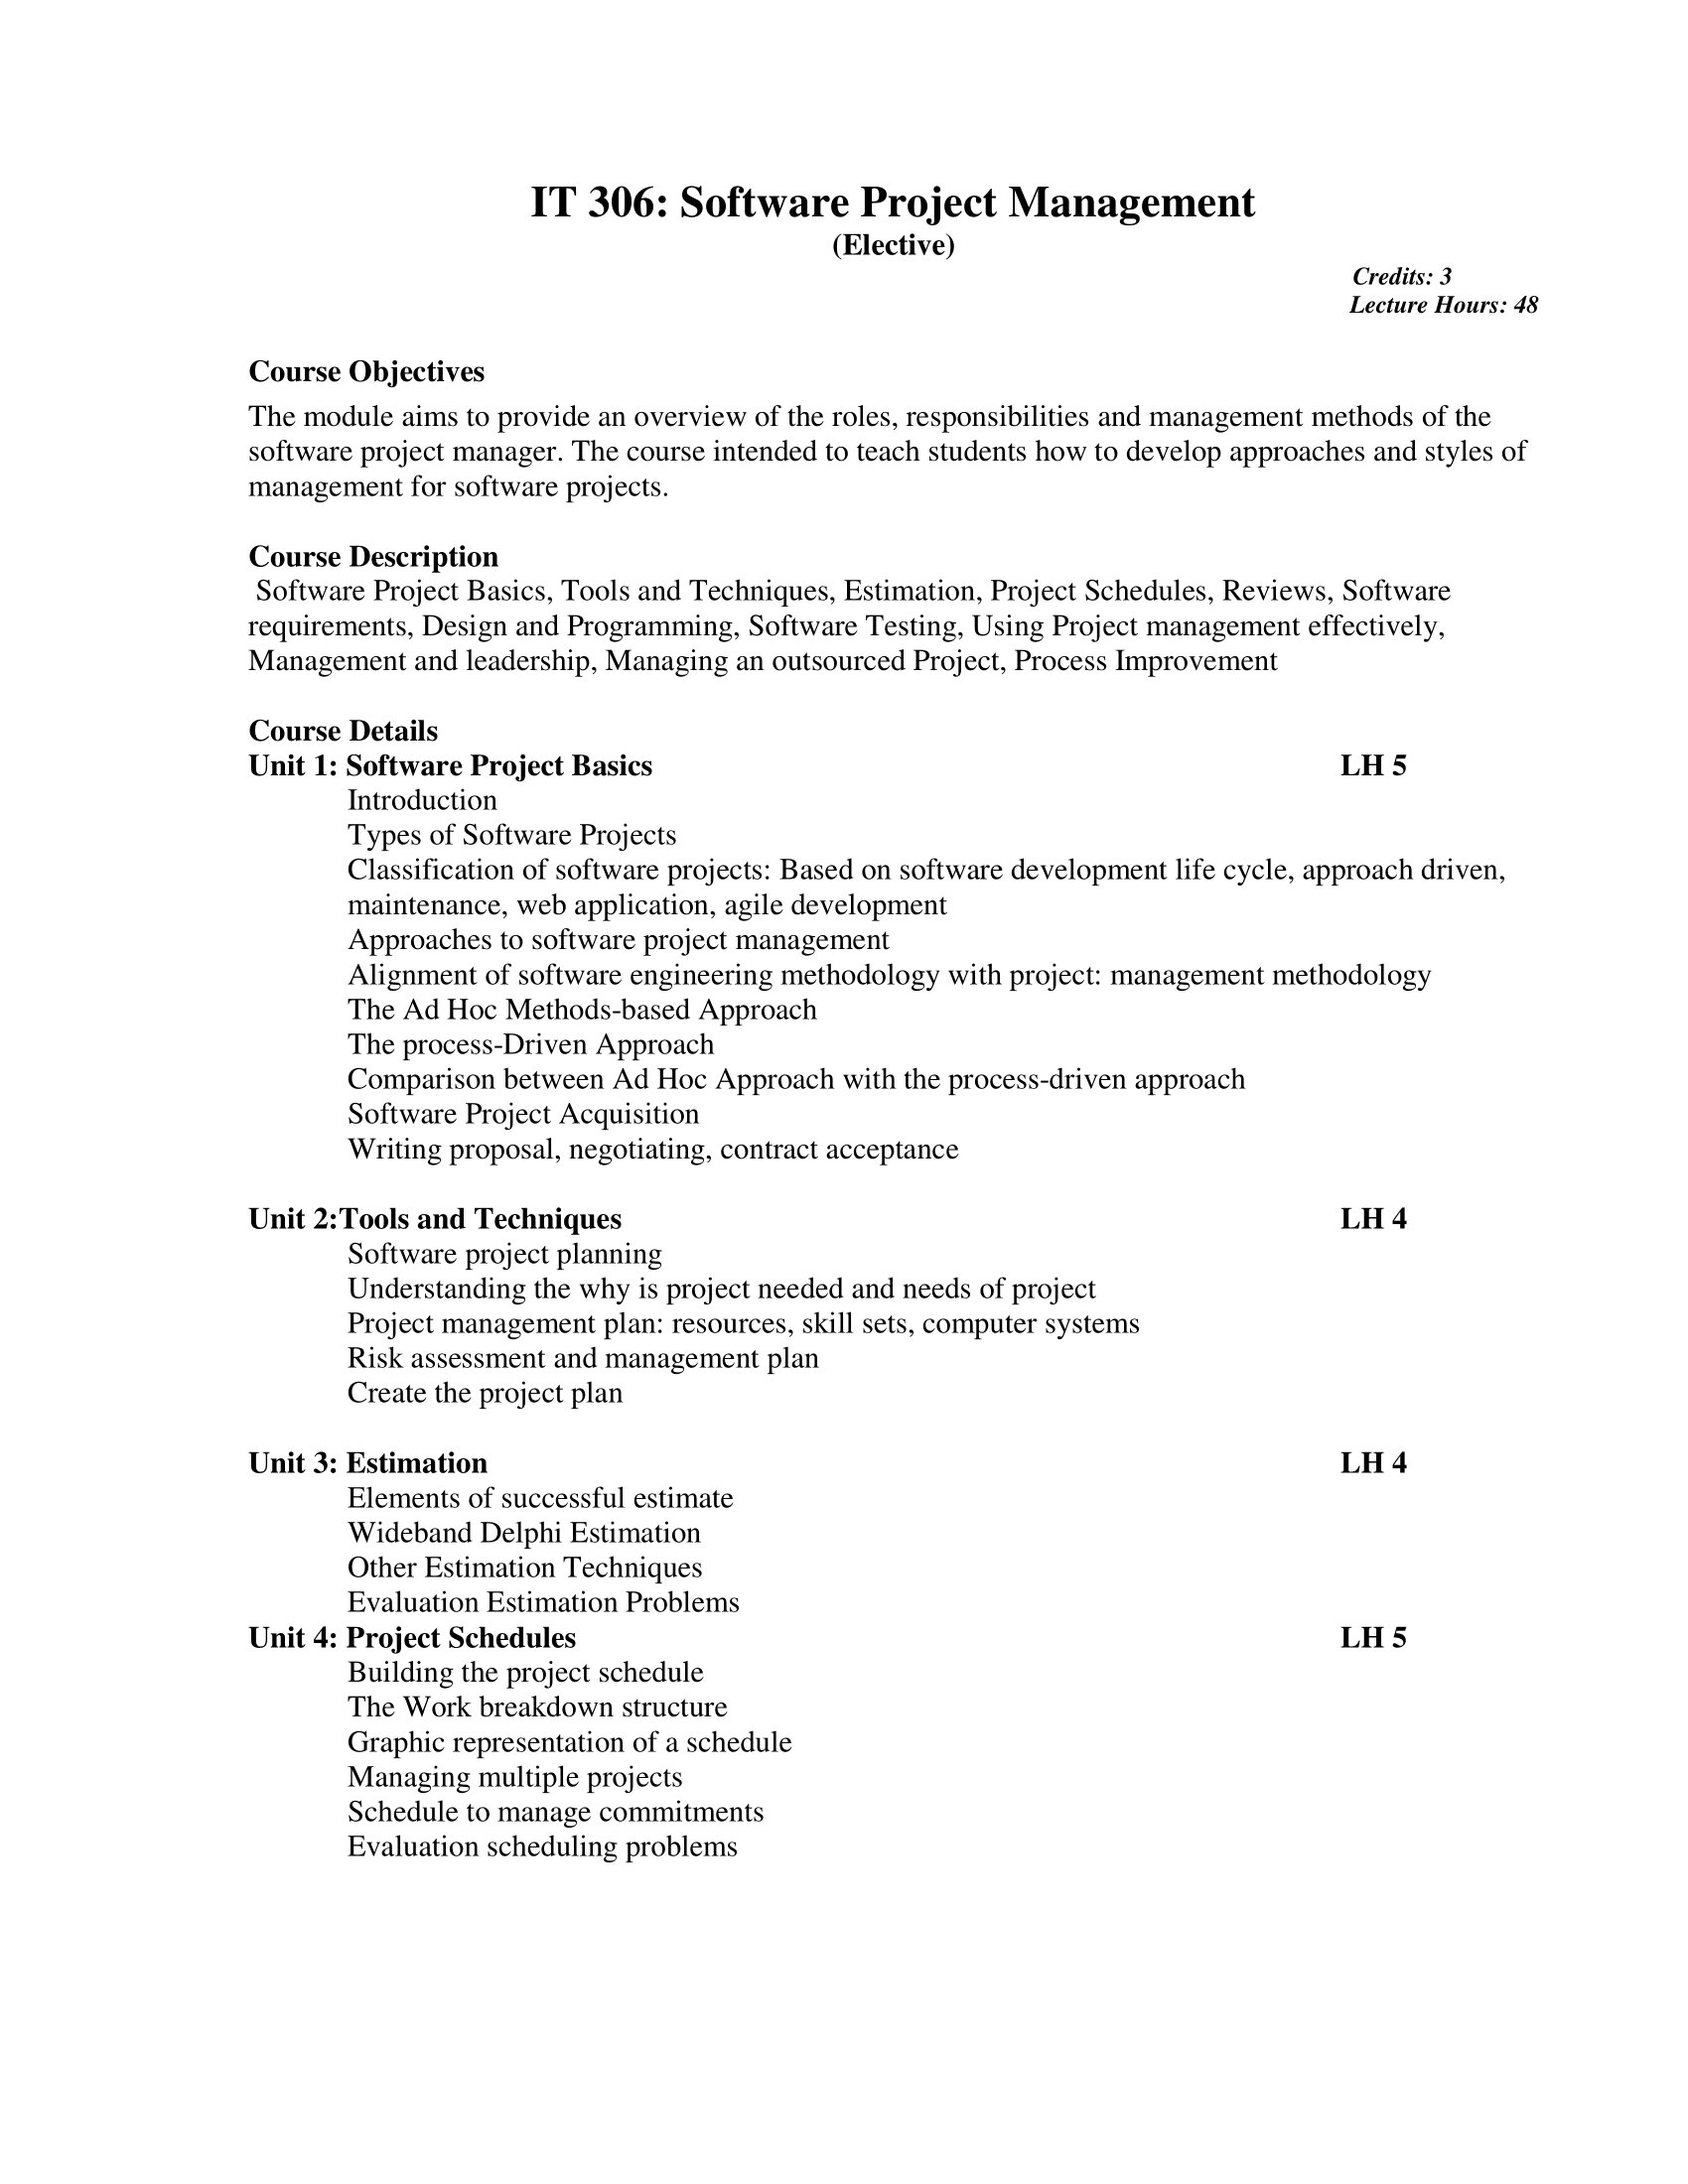 IT 306: Software Project Management
(Elective)
Credits: 3
Lecture Hours: 48
Course Objectives
The module aims to provide an overview of the roles, responsibilities and management methods of the
software project manager. The course intended to teach students how to develop approaches and styles of
management for software projects.
Course Description
Software Project Basics, Tools and Techniques, Estimation, Project Schedules, Reviews, Software
requirements, Design and Programming, Software Testing, Using Project management effectively,
Management and leadership, Managing an outsourced Project, Process Improvement
Course Details
Unit 1: Software Project Basics LH 5
Introduction
Types of Software Projects
Classification of software projects: Based on software development life cycle, approach driven,
maintenance, web application, agile development
Approaches to software project management
Alignment of software engineering methodology with project: management methodology
The Ad Hoc Methods-based Approach
The process-Driven Approach
Comparison between Ad Hoc Approach with the process-driven approach
Software Project Acquisition
Writing proposal, negotiating, contract acceptance
Unit 2:Tools and Techniques LH 4
Software project planning
Understanding the why is project needed and needs of project
Project management plan: resources, skill sets, computer systems
Risk assessment and management plan
Create the project plan
Unit 3: Estimation LH 4
Elements of successful estimate
Wideband Delphi Estimation
Other Estimation Techniques
Evaluation Estimation Problems
Unit 4: Project Schedules LH 5
Building the project schedule
The Work breakdown structure
Graphic representation of a schedule
Managing multiple projects
Schedule to manage commitments
Evaluation scheduling problems